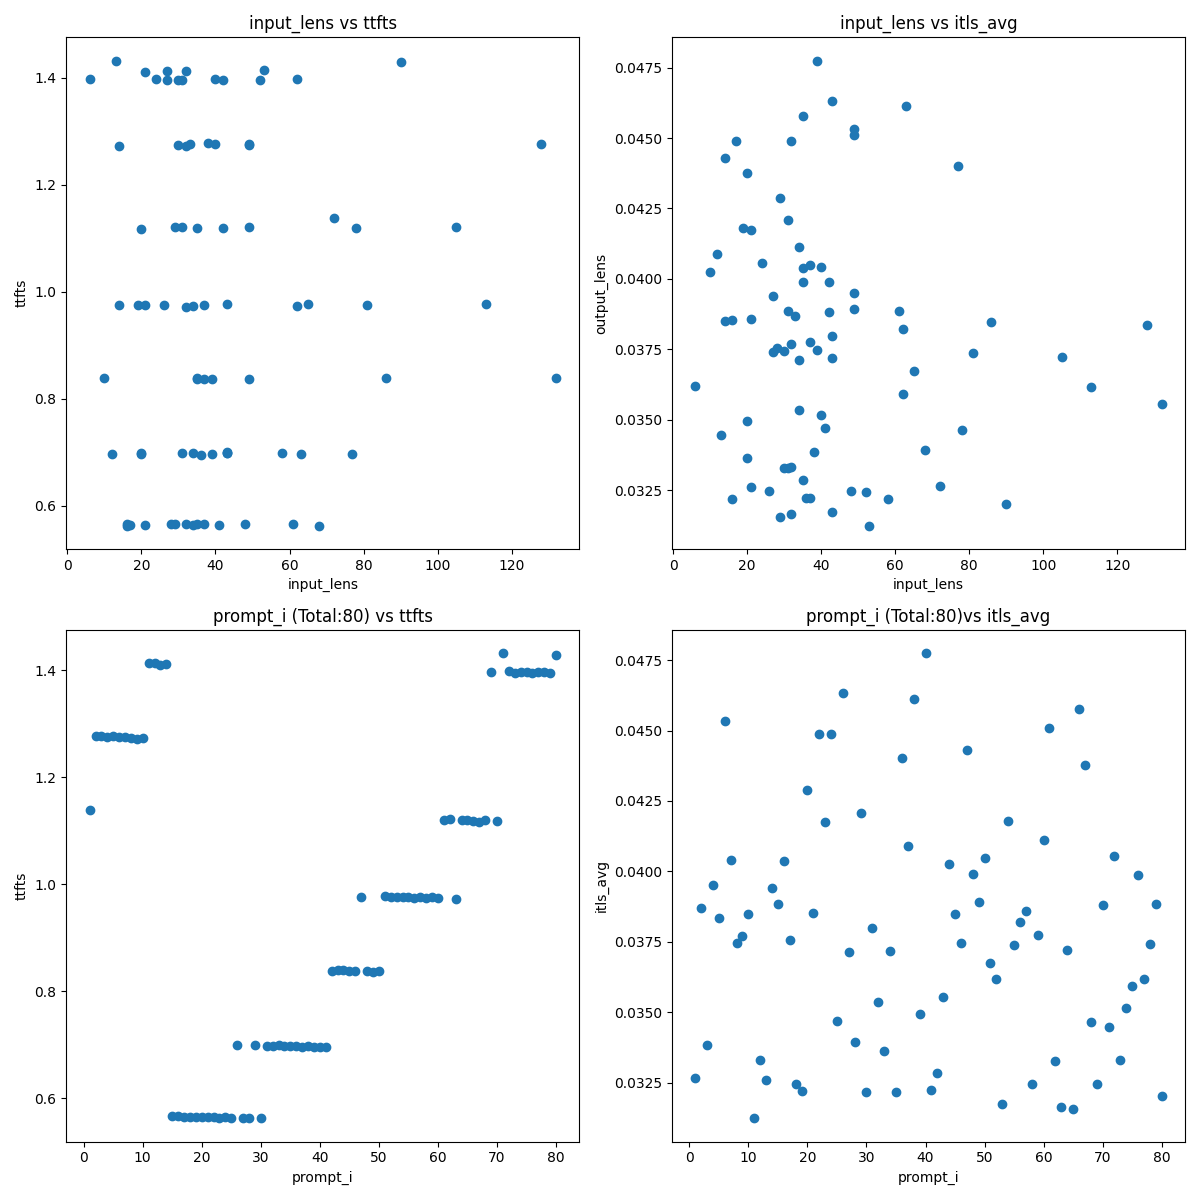 input_lens vs ttfts
ttfts
1.4
1.2
1.0
0.8
0.6
0 20 40 60 80 100 120
input_lens
input_lens vs itls_avg
output_lens
0.0475
0.0450
0.0425
0.0400
0.0375
0.0350
0.0325
0 20 40 60 80 100 120
input_lens
prompt_i (Total:80) vs ttfts
ttfts
1.4
1.2
1.0
0.8
0.6
0 10 20 30 40 50 60 70 80
prompt_i
prompt_i (Total:80)vs itls_avg
itls_avg
0.0475
0.0450
0.0425
0.0400
0.0375
0.0350
0.0325
0 10 20 30 40 50 60 70 80
prompt_i